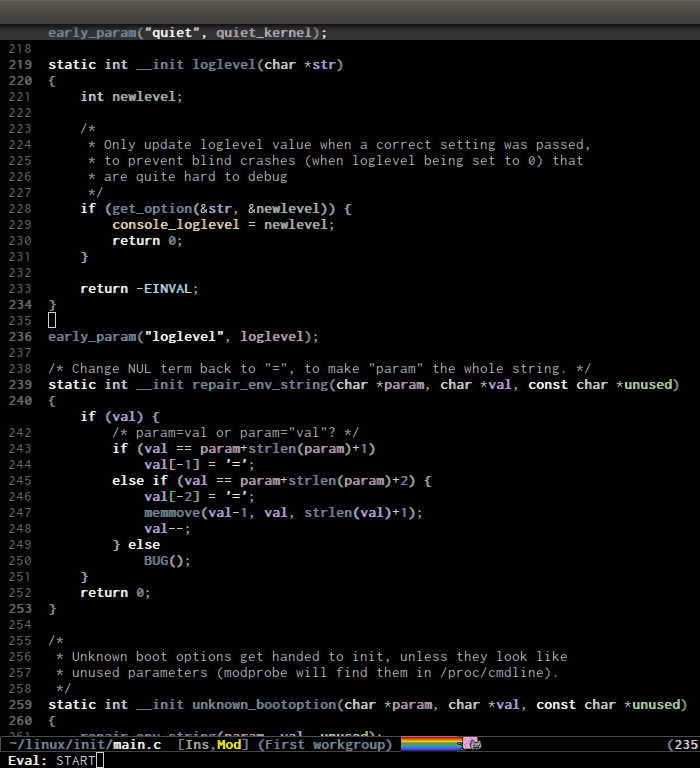 early_param("quiet", quiet_kernel);
218
219 static int __init loglevel(char *str)
220 {
221     int newlevel;
222
223     /*
224      * Only update loglevel value when a correct setting was passed,
225      * to prevent blind crashes (when loglevel being set to 0) that
226      * are quite hard to debug
227      */
228     if (get_option(&str, &newlevel)) {
229         console_loglevel = newlevel;
230         return 0;
231     }
232
233     return -EINVAL;
234 }
235
236 early_param("loglevel", loglevel);
237
238 /* Change NUL term back to "=", to make "param" the whole string. */
239 static int __init repair_env_string(char *param, char *val, const char *unused)
240 {
    if (val) {
242         /* param=val or param="val"? */
243         if (val == param+strlen(param)+1)
244             val[-1] = '=';
245         else if (val == param+strlen(param)+2) {
246             val[-2] = '=';
247             memmove(val-1, val, strlen(val)+1);
248             val--;
249         } else
250             BUG();
251     }
252     return 0;
253 }
254
255 /*
256  * Unknown boot options get handed to init, unless they look like
257  * unused parameters (modprobe will find them in /proc/cmdline).
258  */
259 static int __init unknown_bootoption(char *param, char *val, const char *unused)
260 {
261     repair_env_string(param, val, unused);
~/linux/init/main.c [Ins,Mod] (First workgroup) (235
Eval: START